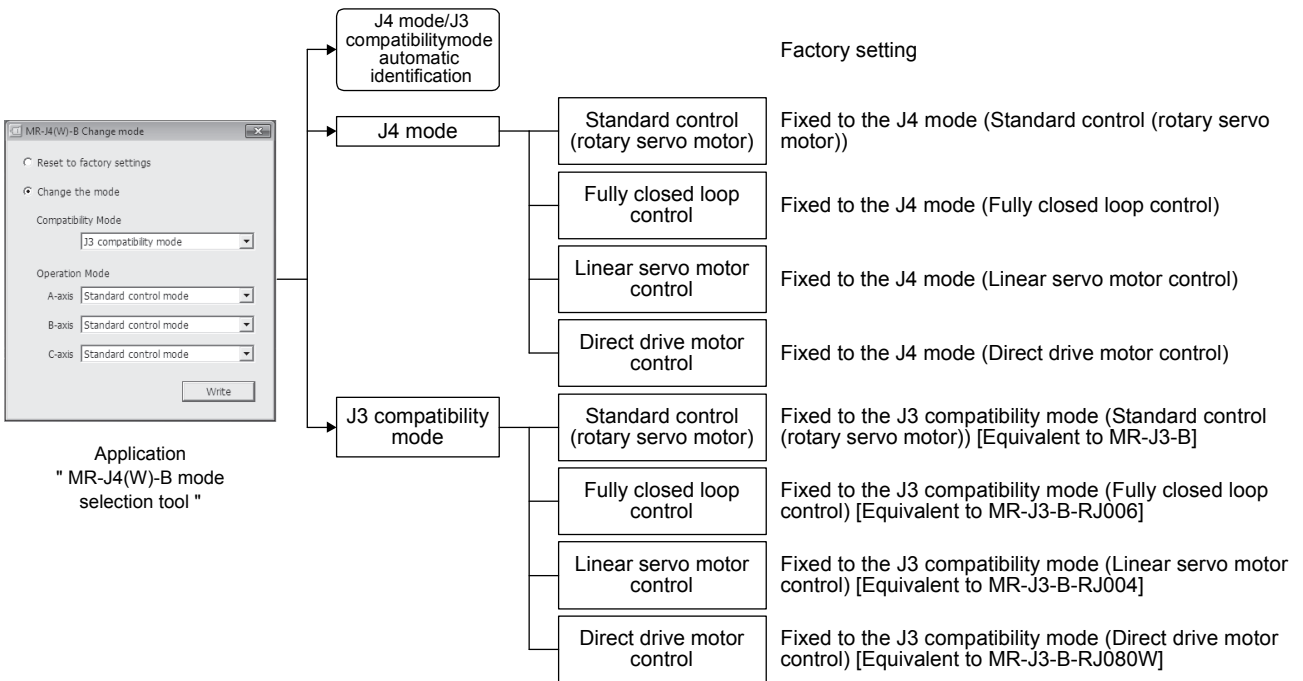 MR-J4(W)-B Change mode
Reset to factory settings
Change the mode
Compatibility Mode
J3 compatibility mode
Operation Mode
A-axis Standard control mode
B-axis Standard control mode
C-axis Standard control mode
Write
Application
" MR-J4(W)-B mode
selection tool "
J4 mode/J3
compatibilitymode
automatic
identification
Factory setting
J4 mode
Standard control
(rotary servo motor)
Fixed to the J4 mode (Standard control (rotary servo
motor))
Fully closed loop
control
Fixed to the J4 mode (Fully closed loop control)
Linear servo motor
control
Fixed to the J4 mode (Linear servo motor control)
Direct drive motor
control
Fixed to the J4 mode (Direct drive motor control)
J3 compatibility
mode
Standard control
(rotary servo motor)
Fixed to the J3 compatibility mode (Standard control
(rotary servo motor)) [Equivalent to MR-J3-B]
Fully closed loop
control
Fixed to the J3 compatibility mode (Fully closed loop
control) [Equivalent to MR-J3-B-RJ006]
Linear servo motor
control
Fixed to the J3 compatibility mode (Linear servo motor
control) [Equivalent to MR-J3-B-RJ004]
Direct drive motor
control
Fixed to the J3 compatibility mode (Direct drive motor
control) [Equivalent to MR-J3-B-RJ080W]